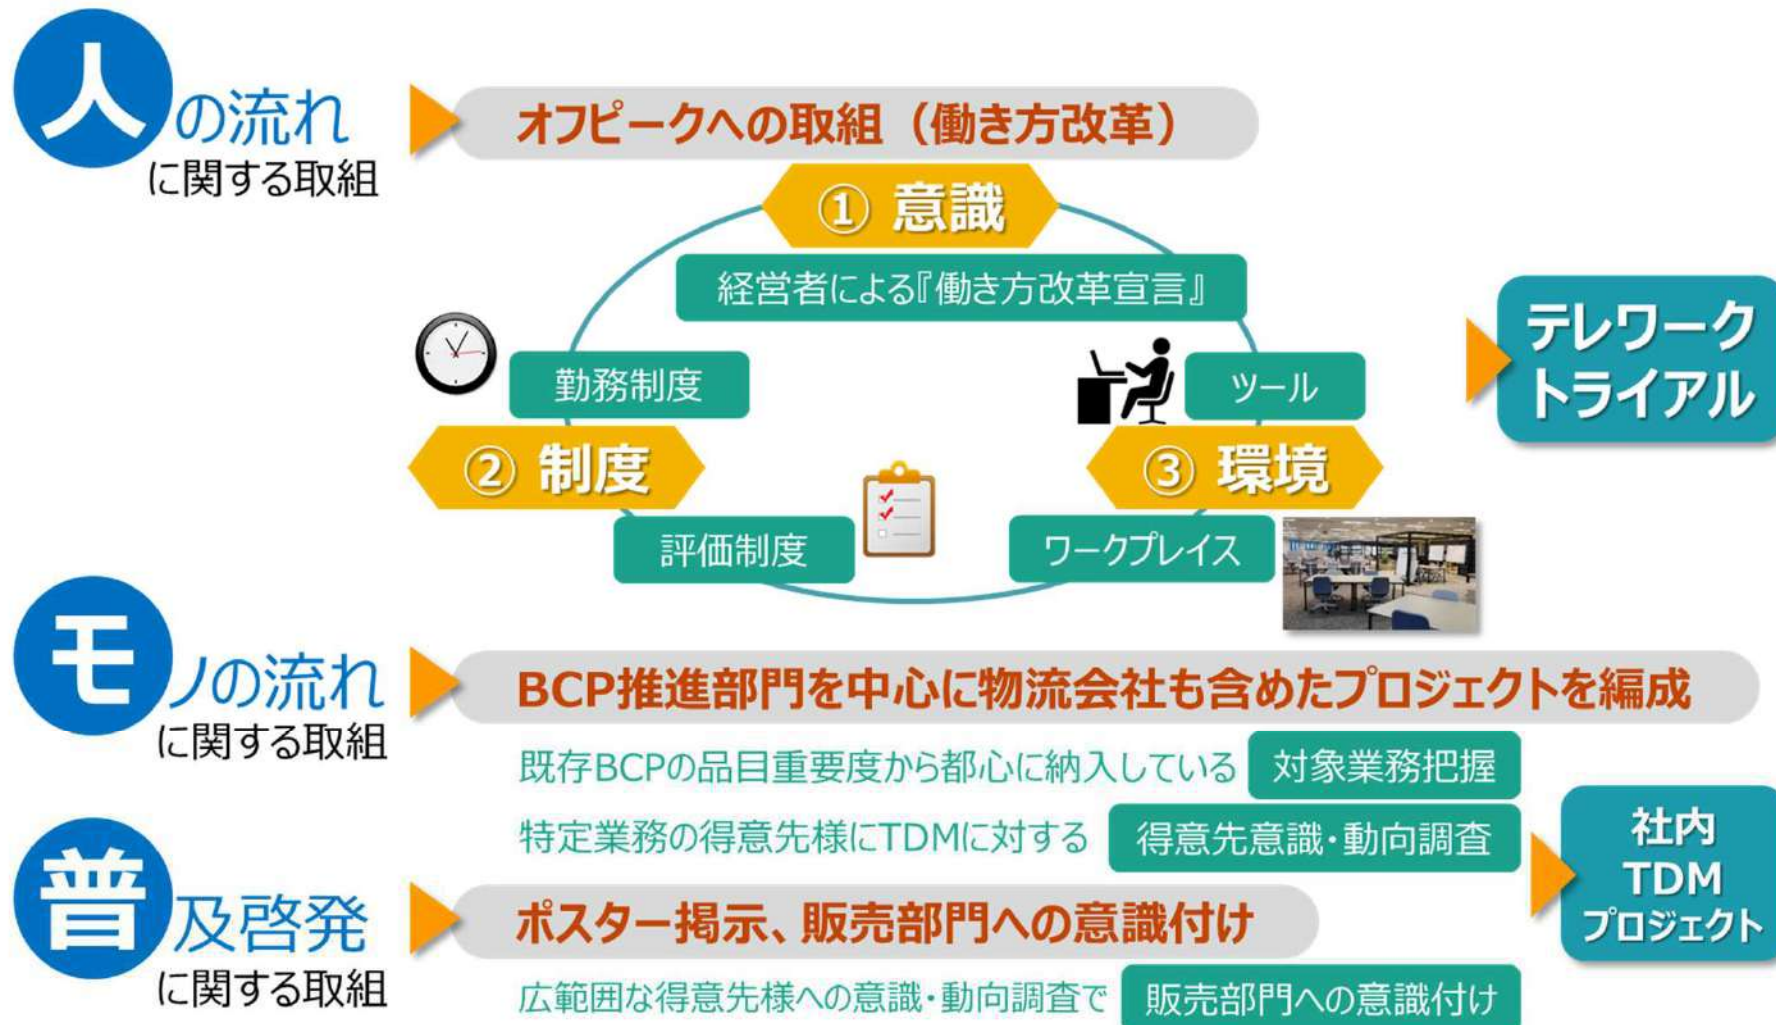 人の流れ
に関する取組
オフピークへの取組（働き方改革）
① 意識
経営者による『働き方改革宣言』
勤務制度
ツール
② 制度
③ 環境
評価制度
ワークプレイス
テレワーク
トライアル
モノの流れ
に関する取組
BCP推進部門を中心に物流会社も含めたプロジェクトを編成
既存BCPの品目重要度から都心に納入している 対象業務把握
特定業務の得意先様にTDMに対する 得意先意識・動向調査
普及啓発
に関する取組
ポスター掲示、販売部門への意識付け
広範囲な得意先様への意識・動向調査で 販売部門への意識付け
社内
TDM
プロジェクト